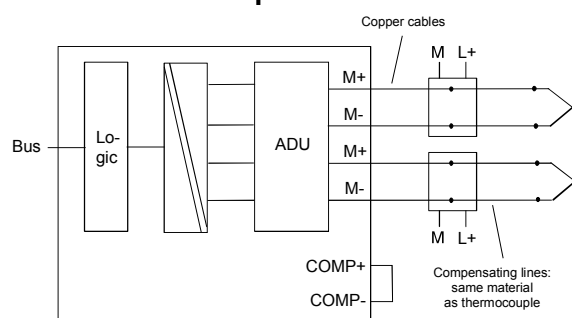 Copper cables
M L+
M+
M-
M+
M-
Bus
Lo-
gic
ADU
M L+
COMP+
COMP-
Compensating lines:
same material
as thermocouple